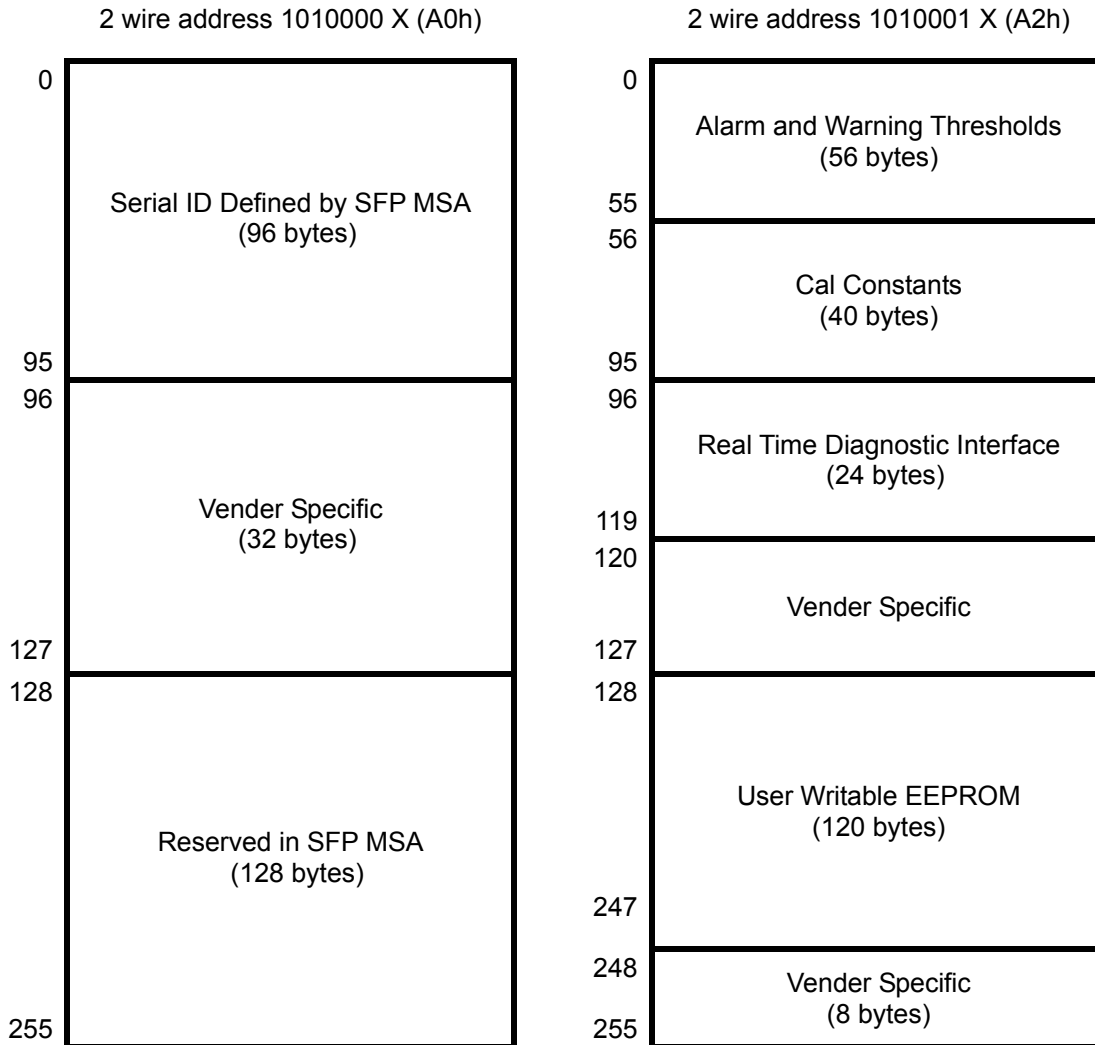 2 wire address 1010000 X (A0h)
0
Serial ID Defined by SFP MSA
(96 bytes)
95
96
Vender Specific
(32 bytes)
127
128
Reserved in SFP MSA
(128 bytes)
255
2 wire address 1010001 X (A2h)
0
Alarm and Warning Thresholds
(56 bytes)
55
56
Cal Constants
(40 bytes)
95
96
Real Time Diagnostic Interface
(24 bytes)
119
120
Vender Specific
127
128
User Writable EEPROM
(120 bytes)
247
248
Vender Specific
(8 bytes)
255